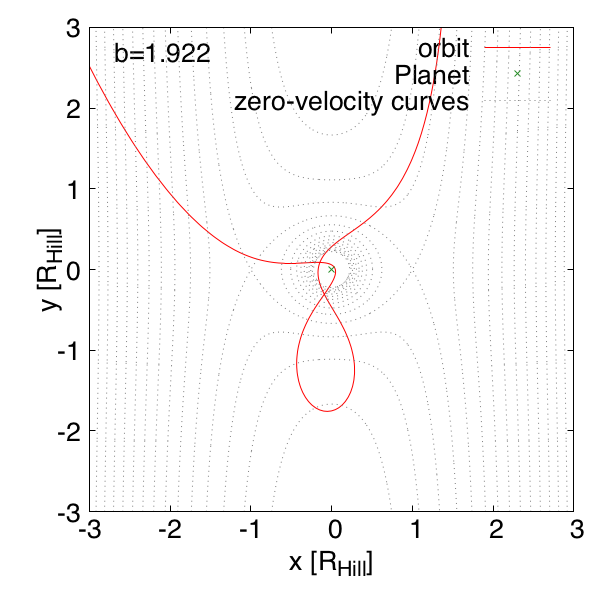 b=1.922
orbit
Planet
zero-velocity curves
y [R_Hill]
3
2
1
0
-1
-2
-3
-3 -2 -1 0 1 2 3
x [R_Hill]